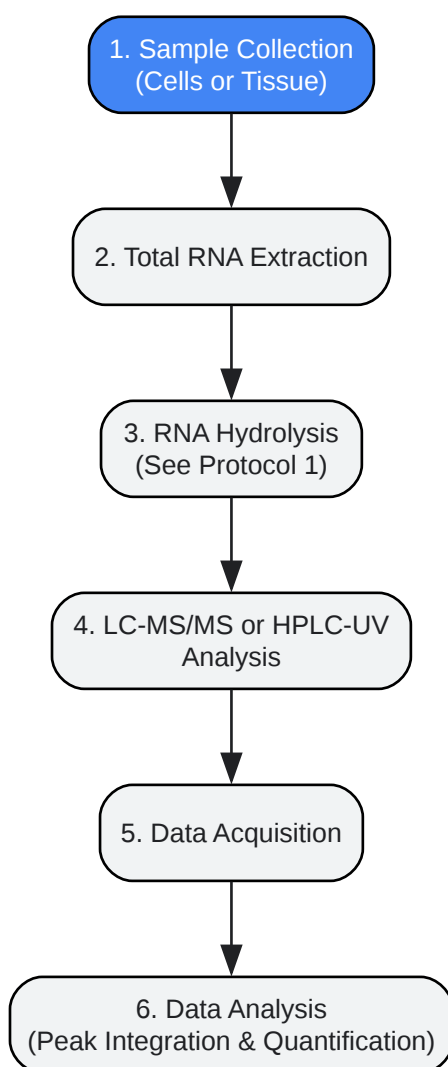 1. Sample Collection
(Cells or Tissue)
2. Total RNA Extraction
3. RNA Hydrolysis
(See Protocol 1)
4. LC-MS/MS or HPLC-UV
Analysis
5. Data Acquisition
6. Data Analysis
(Peak Integration & Quantification)